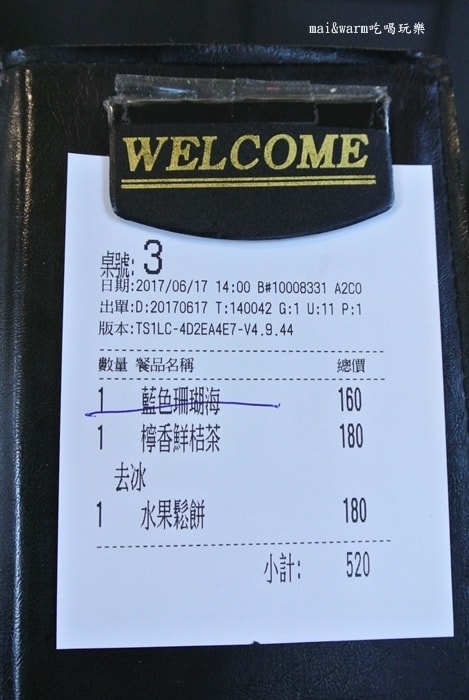 mai&warm吃喝玩樂
WELCOME
桌號: 3
日期:2017/06/17 14:00 B#10008331 A2C0
出單:D:20170617 T:140042 G:1 U:11 P:1
版本:TS1LC-4D2EA4E7-V4.9.44
數量 餐品名稱 總價
1 藍色珊瑚海 160
1 檸香鮮桔茶 180
去冰
1 水果鬆餅 180
小計: 520